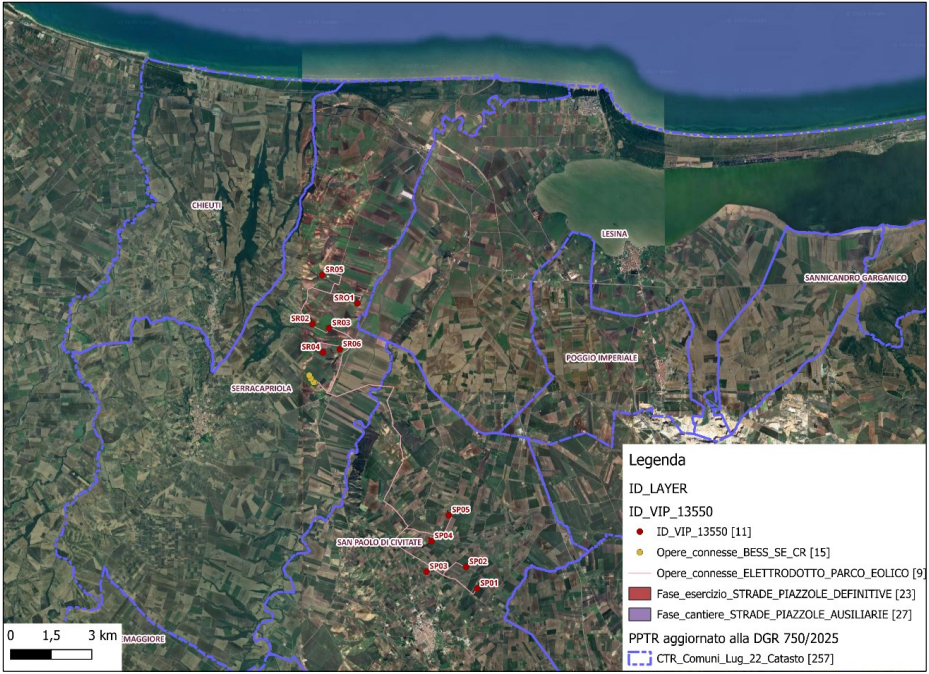 CHIEUTI
LESINA
SANNICANDRO GARGANICO
SR05
SRO1
SR02
SR03
SR04
SR06
POGGIO IMPERIALE
SERRACAPRIOLA
SP05
SP04
SAN PAOLO DI CIVITATE
SP03
SP02
SP01
EMAGGIORE
0 1,5 3 km
Legenda
ID_LAYER
ID_VIP_13550
ID_VIP_13550 [11]
Opere_connesse_BESS_SE_CR [15]
Opere_connesse_ELETTRODOTTO_PARCO_EOLICO [9]
Fase_esercizio_STRADE_PIAZZOLE_DEFINITIVE [23]
Fase_cantiere_STRADE_PIAZZOLE_AUSILIARIE [27]
PPTR aggiornato alla DGR 750/2025
CTR_Comuni_Lug_22_Catasto [257]